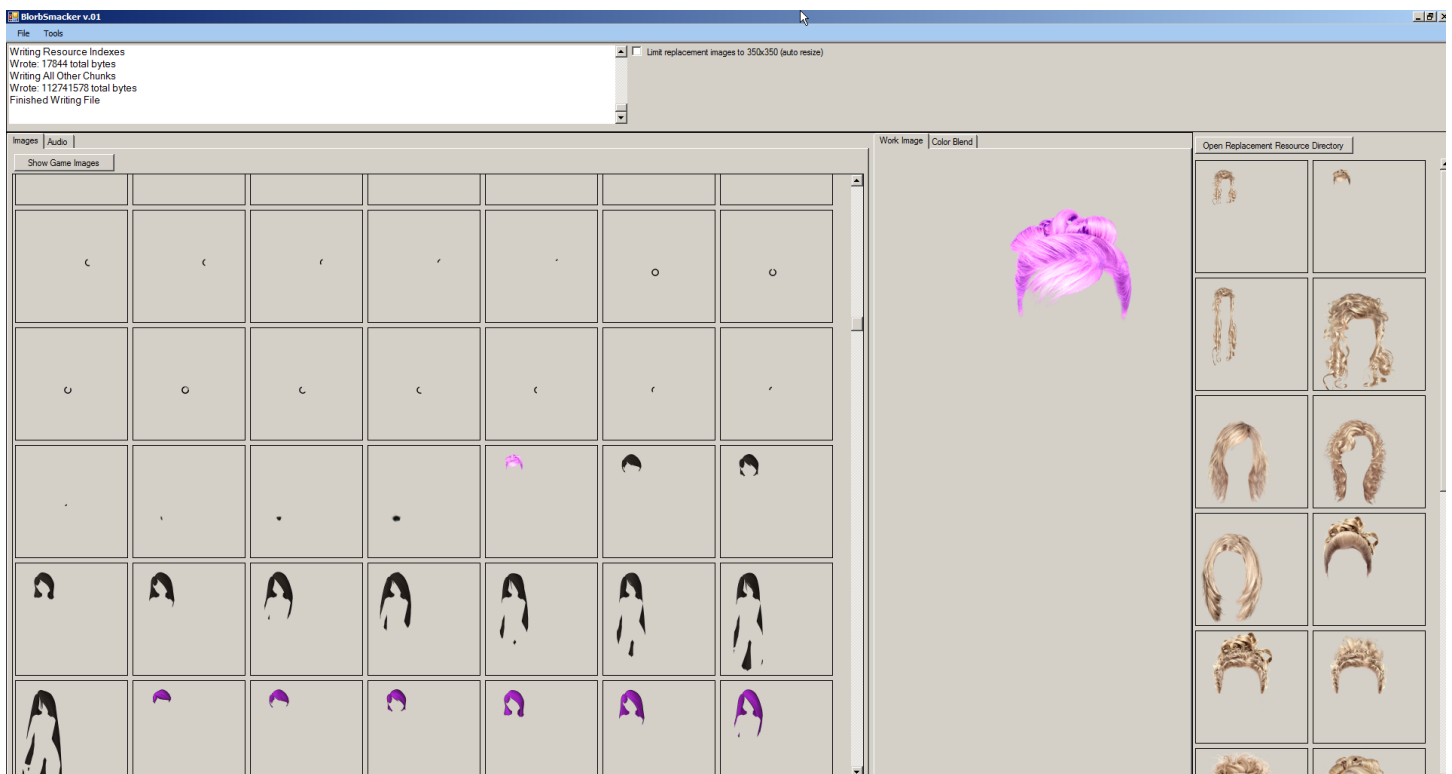 BlorbSmacker v.01
File Tools
Writing Resource Indexes
Wrote: 17844 total bytes
Writing All Other Chunks
Wrote: 112741578 total bytes
Finished Writing File
Limit replacement images to 350x350 (auto resize)
Images Audio
Show Game Images
Work Image Color Blend
Open Replacement Resource Directory